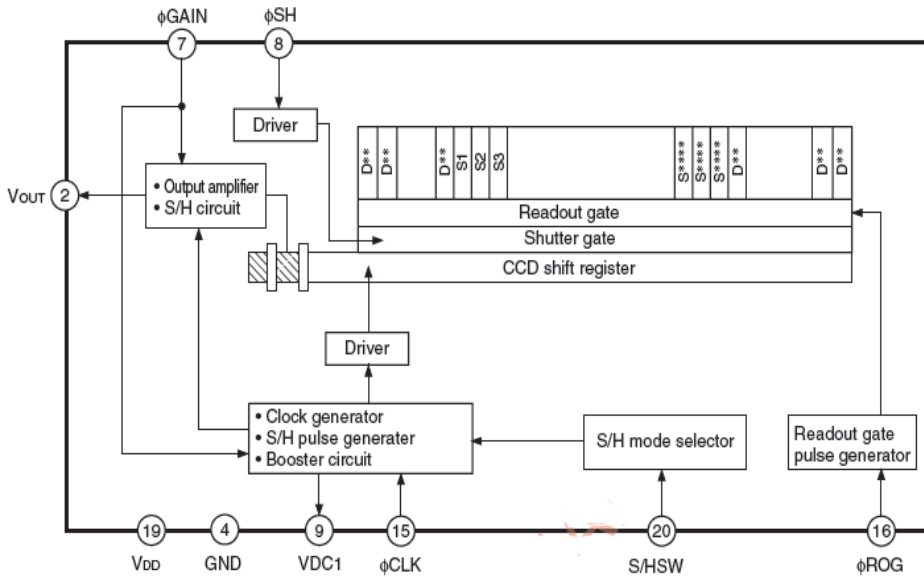 φGAIN
φSH
7
8
Driver
D** D** D** S1 S2 S3 S**** S**** S**** D** D** D**
• Output amplifier
• S/H circuit
VOUT 2
Readout gate
Shutter gate
CCD shift register
Driver
• Clock generator
• S/H pulse generater
• Booster circuit
S/H mode selector
Readout gate
pulse generator
19
4
9
15
20
16
VDD
GND
VDC1
φCLK
S/HSW
φROG